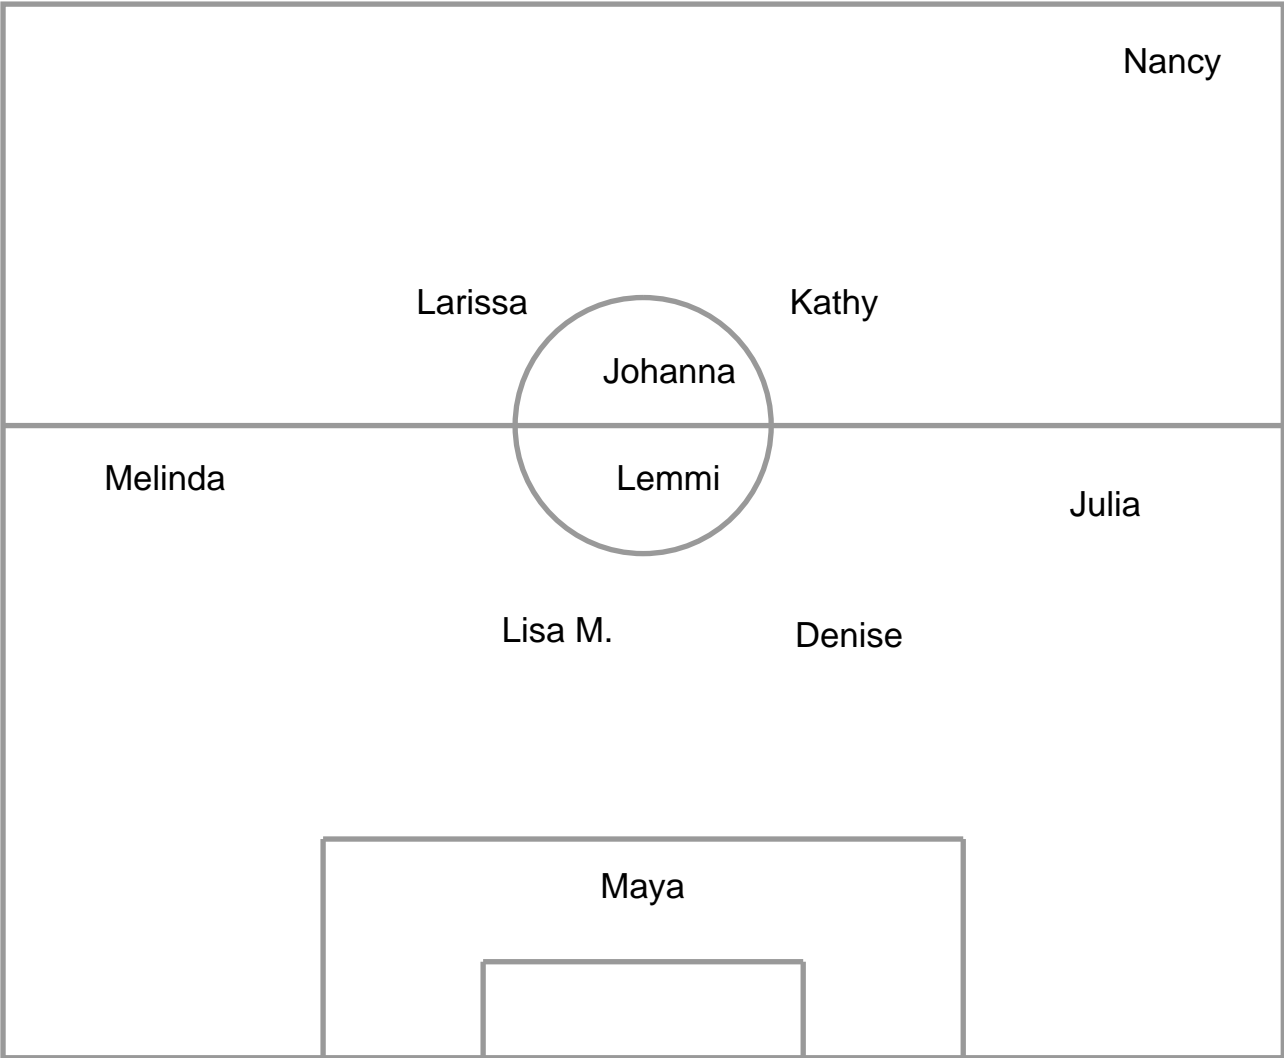 Nancy
Larissa
Kathy
Johanna
Melinda
Lemmi
Julia
Lisa M.
Denise
Maya